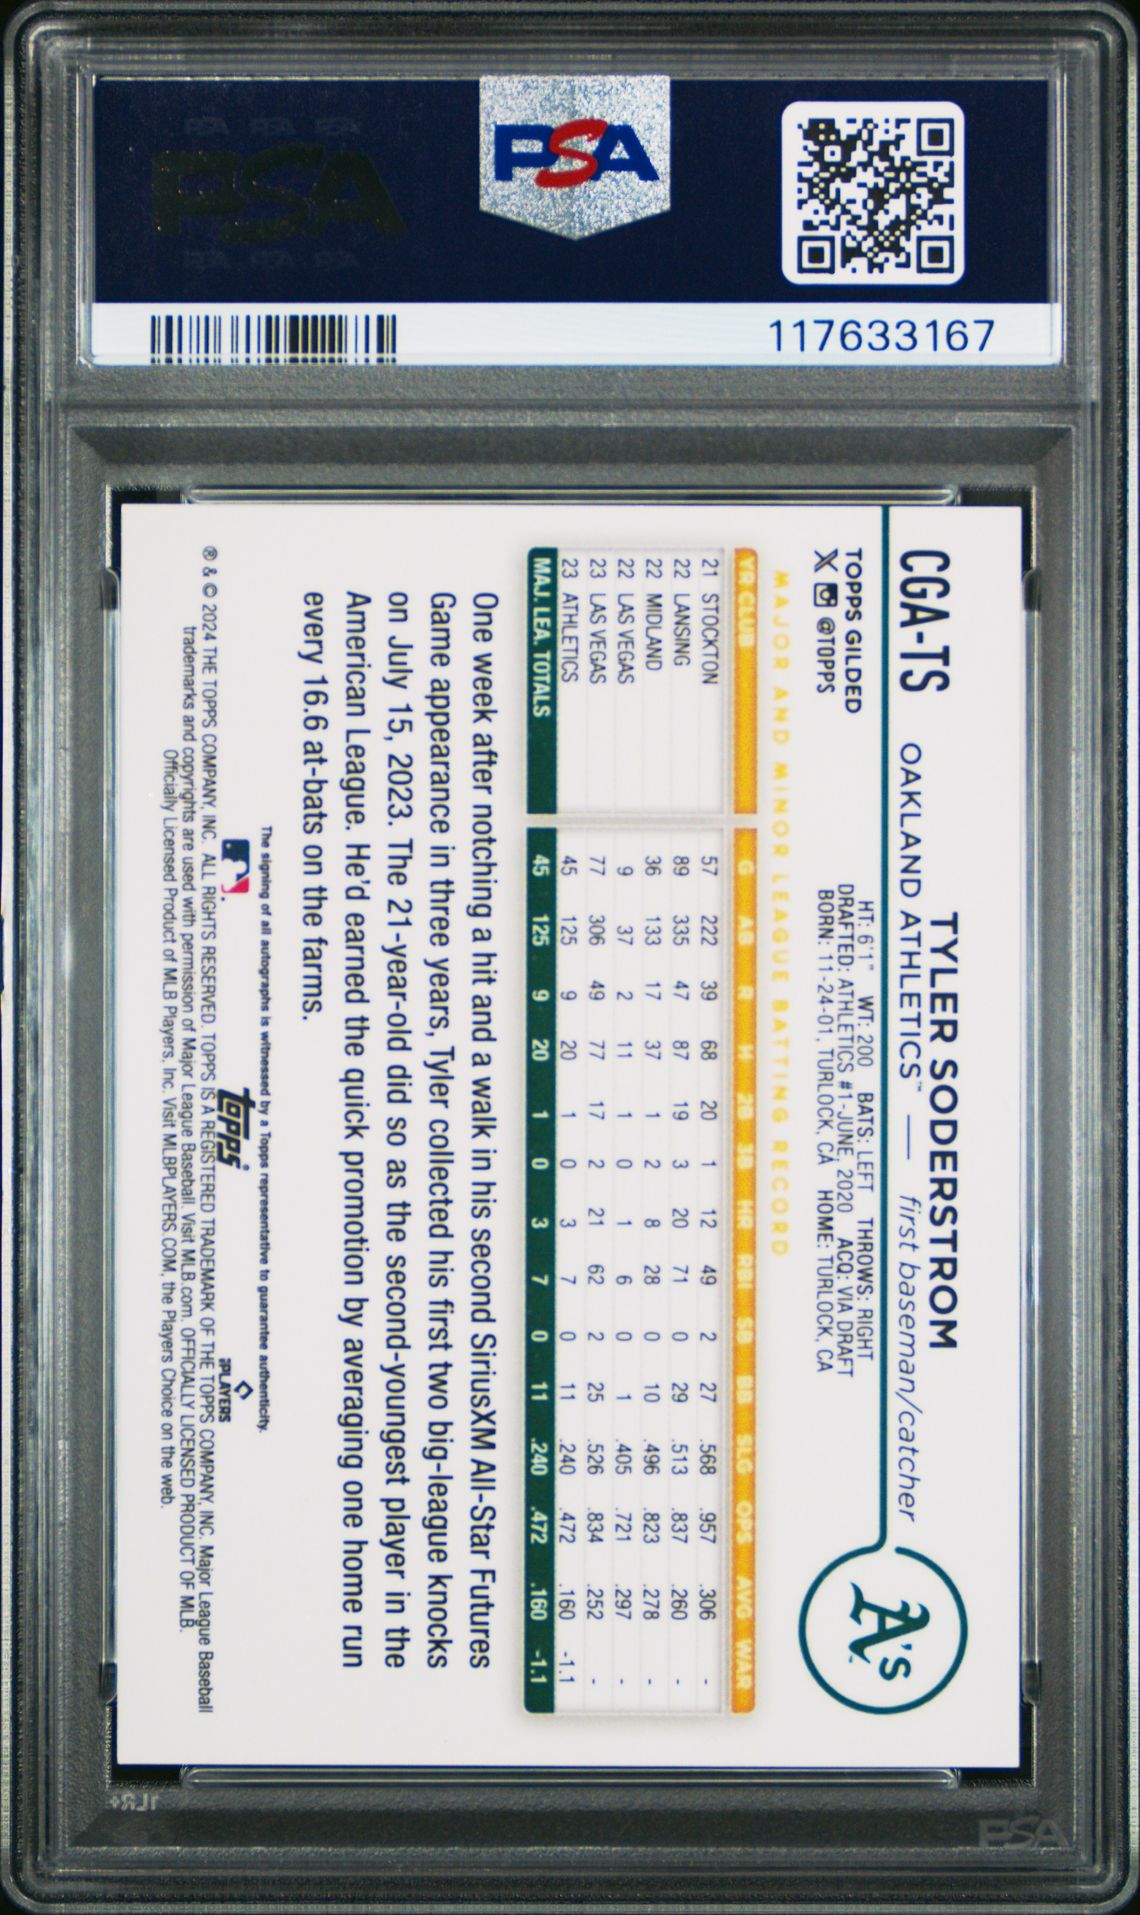 PSA
117633167
CGA-TS
TYLER SODERSTROM
OAKLAND ATHLETICS™ — first baseman/catcher
A's
TOPPS GILDED
X @TOPPS
HT: 6'1" WT: 200 BATS: LEFT THROWS: RIGHT
DRAFTED: ATHLETICS #1-JUNE, 2020 ACQ: VIA DRAFT
BORN: 11-24-01, TURLOCK, CA HOME: TURLOCK, CA
MAJOR AND MINOR LEAGUE BATTING RECORD
YR CLUB G AB R H 2B 3B HR RBI SB BB SLG OPS AVG WAR
21 STOCKTON 57 222 39 68 20 1 12 49 2 27 .568 .957 .306 -
22 LANSING 89 335 47 87 19 3 20 71 0 29 .513 .837 .260 -
22 MIDLAND 36 133 17 37 1 2 8 28 0 10 .496 .823 .278 -
22 LAS VEGAS 9 37 2 11 1 0 1 6 0 1 .405 .721 .297 -
23 LAS VEGAS 77 306 49 77 17 2 21 62 2 25 .526 .834 .252 -
23 ATHLETICS 45 125 9 20 1 0 3 7 0 11 .240 .472 .160 -1.1
MAJ. LEA. TOTALS 45 125 9 20 1 0 3 7 0 11 .240 .472 .160 -1.1
One week after notching a hit and a walk in his second SiriusXM All-Star Futures
Game appearance in three years, Tyler collected his first two big-league knocks
on July 15, 2023. The 21-year-old did so as the second-youngest player in the
American League. He'd earned the quick promotion by averaging one home run
every 16.6 at-bats on the farms.
The signing of all autographs is witnessed by a Topps representative to guarantee authenticity.
topps®
PLAYERS
® & © 2024 THE TOPPS COMPANY, INC. ALL RIGHTS RESERVED. TOPPS IS A REGISTERED TRADEMARK OF THE TOPPS COMPANY, INC. Major League Baseball
trademarks and copyrights are used with permission of Major League Baseball. Visit MLB.com. OFFICIALLY LICENSED PRODUCT OF MLB.
Officially Licensed Product of MLB Players, Inc. Visit MLBPLAYERS.COM, the Players Choice on the web.
PSA